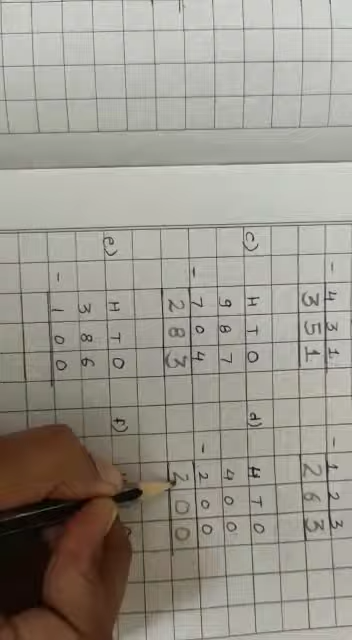 - 4 3 1 - 1 2 3
3 5 1 2 6 3
c) H T O d) H T O
9 8 7 4 0 0
- 7 0 4 - 2 0 0
2 8 3 2 0 0
e) H T O f)
3 8 6
- 1 0 0